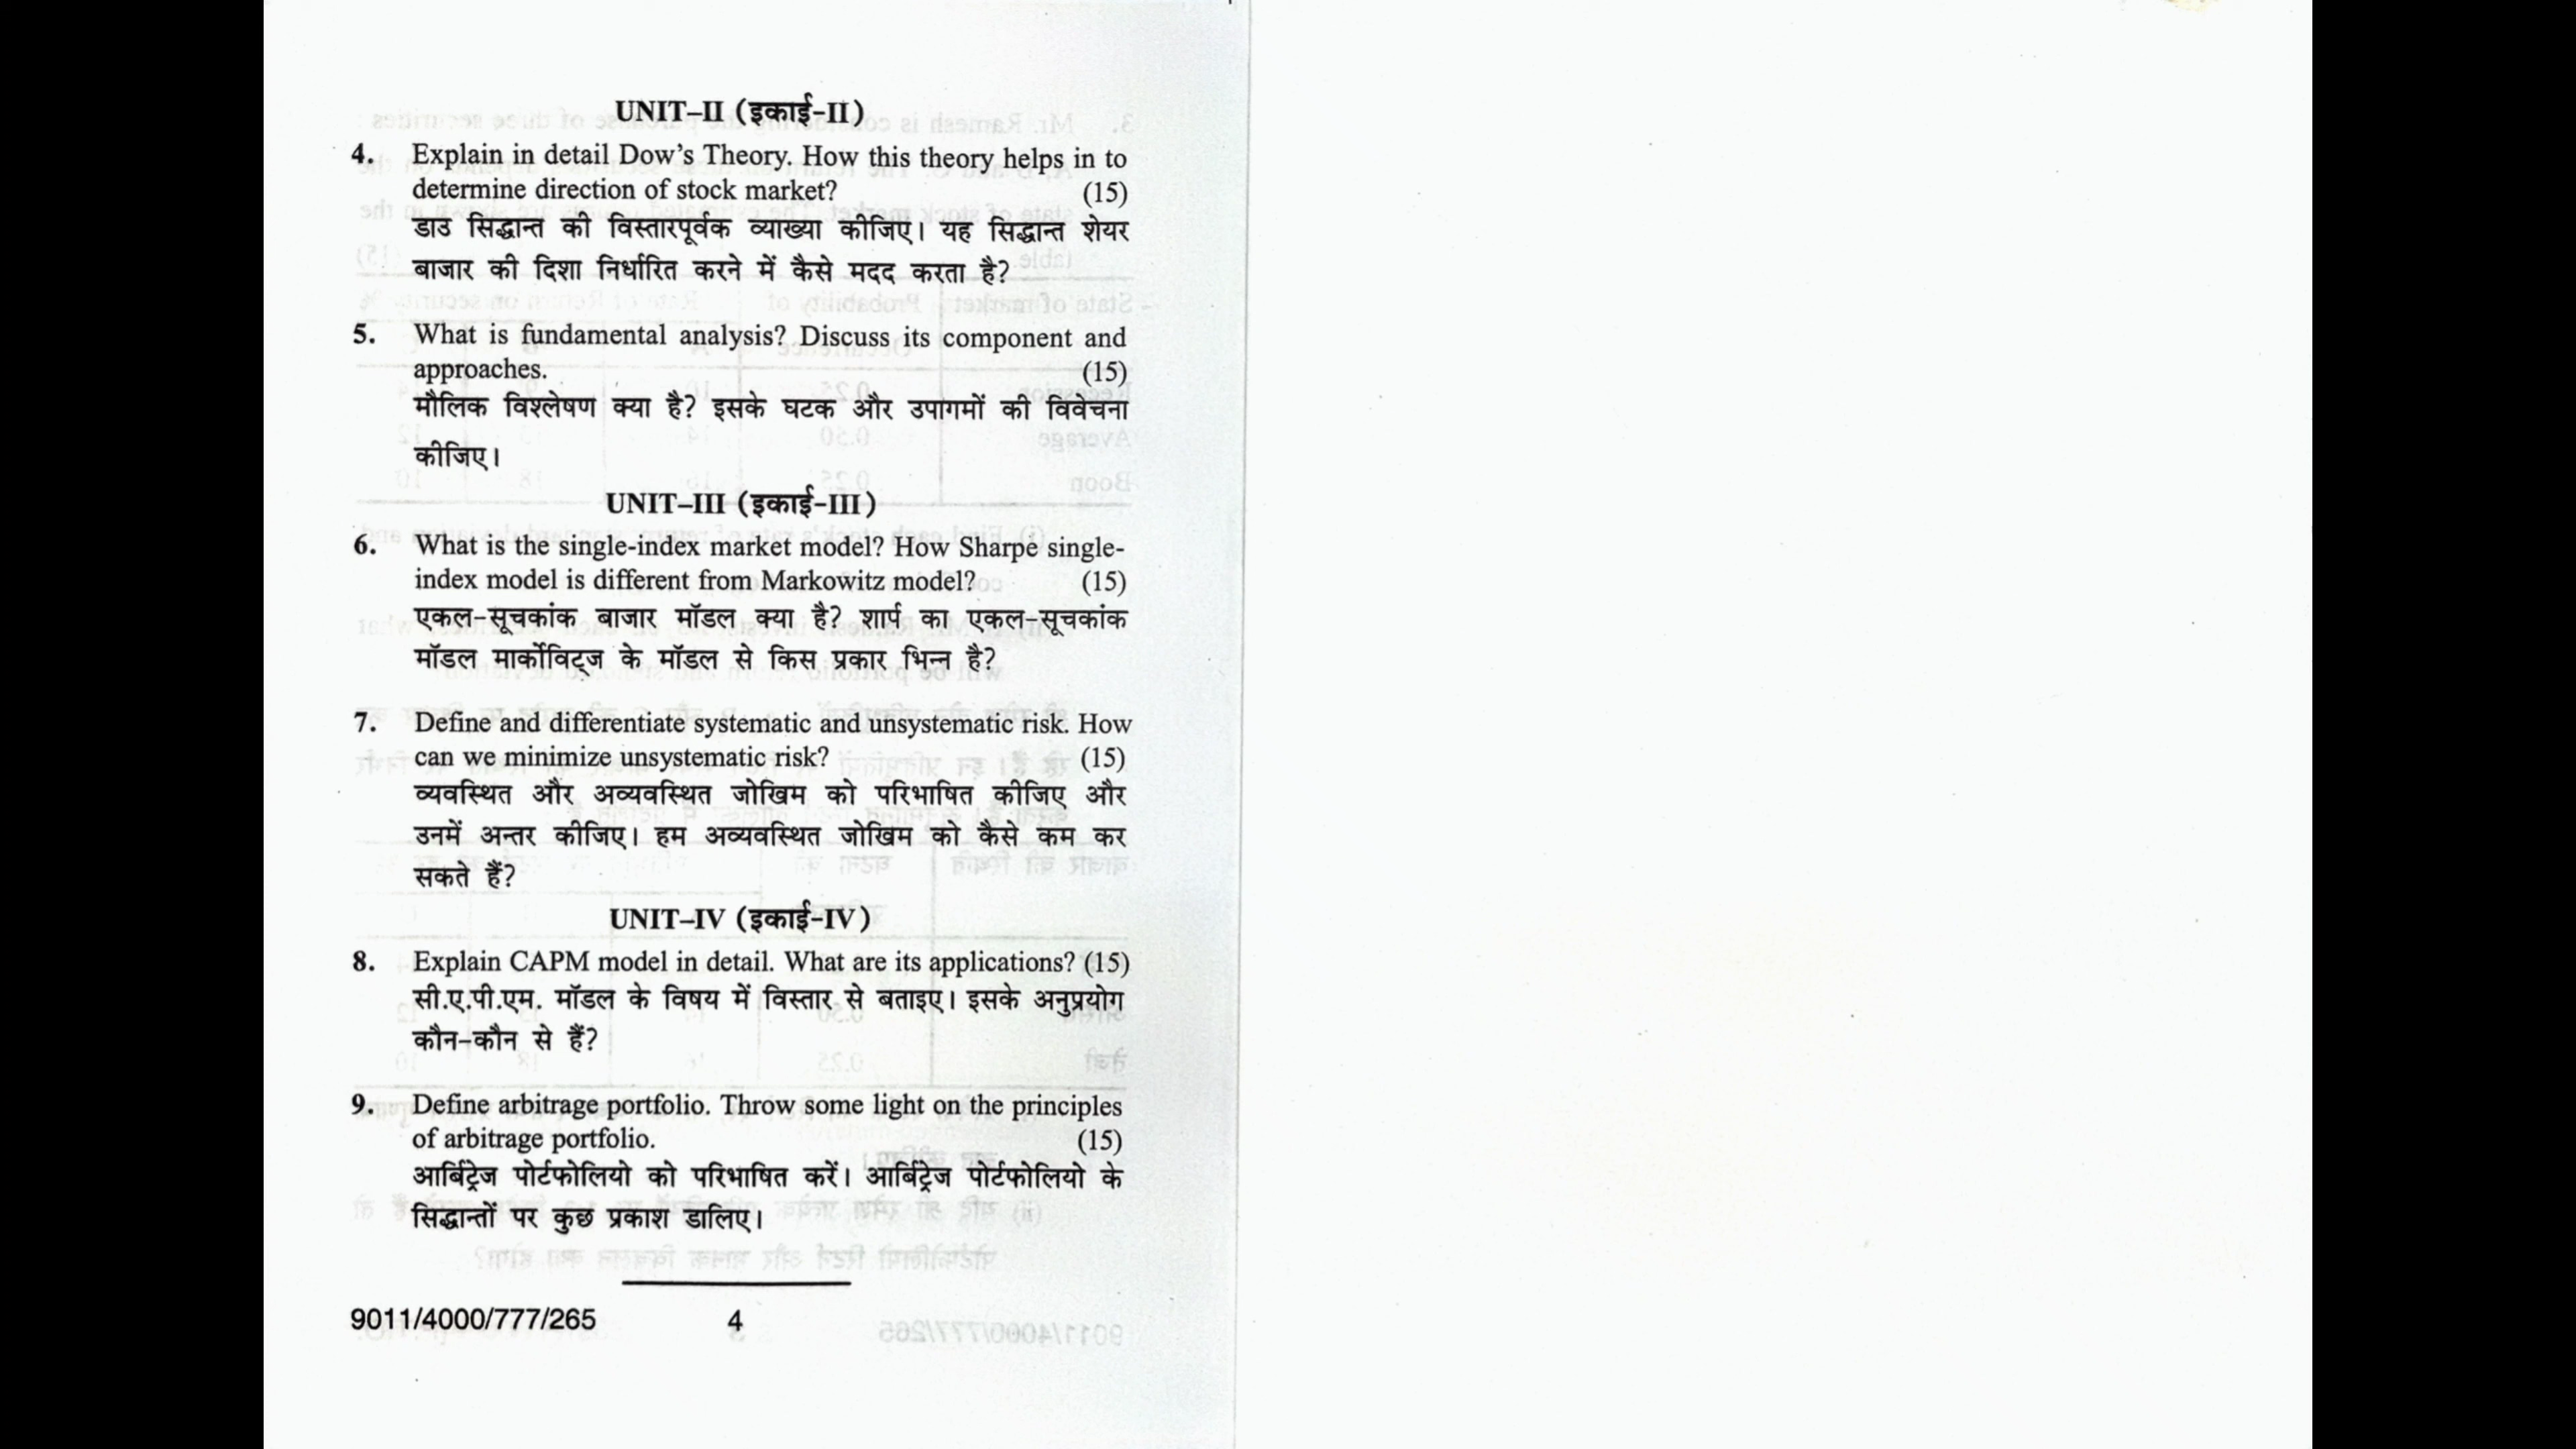 UNIT–II (इकाई-II)
4. Explain in detail Dow's Theory. How this theory helps in to
determine direction of stock market? (15)
डाउ सिद्धान्त की विस्तारपूर्वक व्याख्या कीजिए। यह सिद्धान्त शेयर
बाजार की दिशा निर्धारित करने में कैसे मदद करता है?
5. What is fundamental analysis? Discuss its component and
approaches. (15)
मौलिक विश्लेषण क्या है? इसके घटक और उपागमों की विवेचना
कीजिए।
UNIT–III (इकाई-III)
6. What is the single-index market model? How Sharpe single-
index model is different from Markowitz model? (15)
एकल-सूचकांक बाजार मॉडल क्या है? शार्प का एकल-सूचकांक
मॉडल मार्कोविट्ज के मॉडल से किस प्रकार भिन्न है?
7. Define and differentiate systematic and unsystematic risk. How
can we minimize unsystematic risk? (15)
व्यवस्थित और अव्यवस्थित जोखिम को परिभाषित कीजिए और
उनमें अन्तर कीजिए। हम अव्यवस्थित जोखिम को कैसे कम कर
सकते हैं?
UNIT–IV (इकाई-IV)
8. Explain CAPM model in detail. What are its applications? (15)
सी.ए.पी.एम. मॉडल के विषय में विस्तार से बताइए। इसके अनुप्रयोग
कौन-कौन से हैं?
9. Define arbitrage portfolio. Throw some light on the principles
of arbitrage portfolio. (15)
आर्बिट्रेज पोर्टफोलियो को परिभाषित करें। आर्बिट्रेज पोर्टफोलियो के
सिद्धान्तों पर कुछ प्रकाश डालिए।
9011/4000/777/265 4